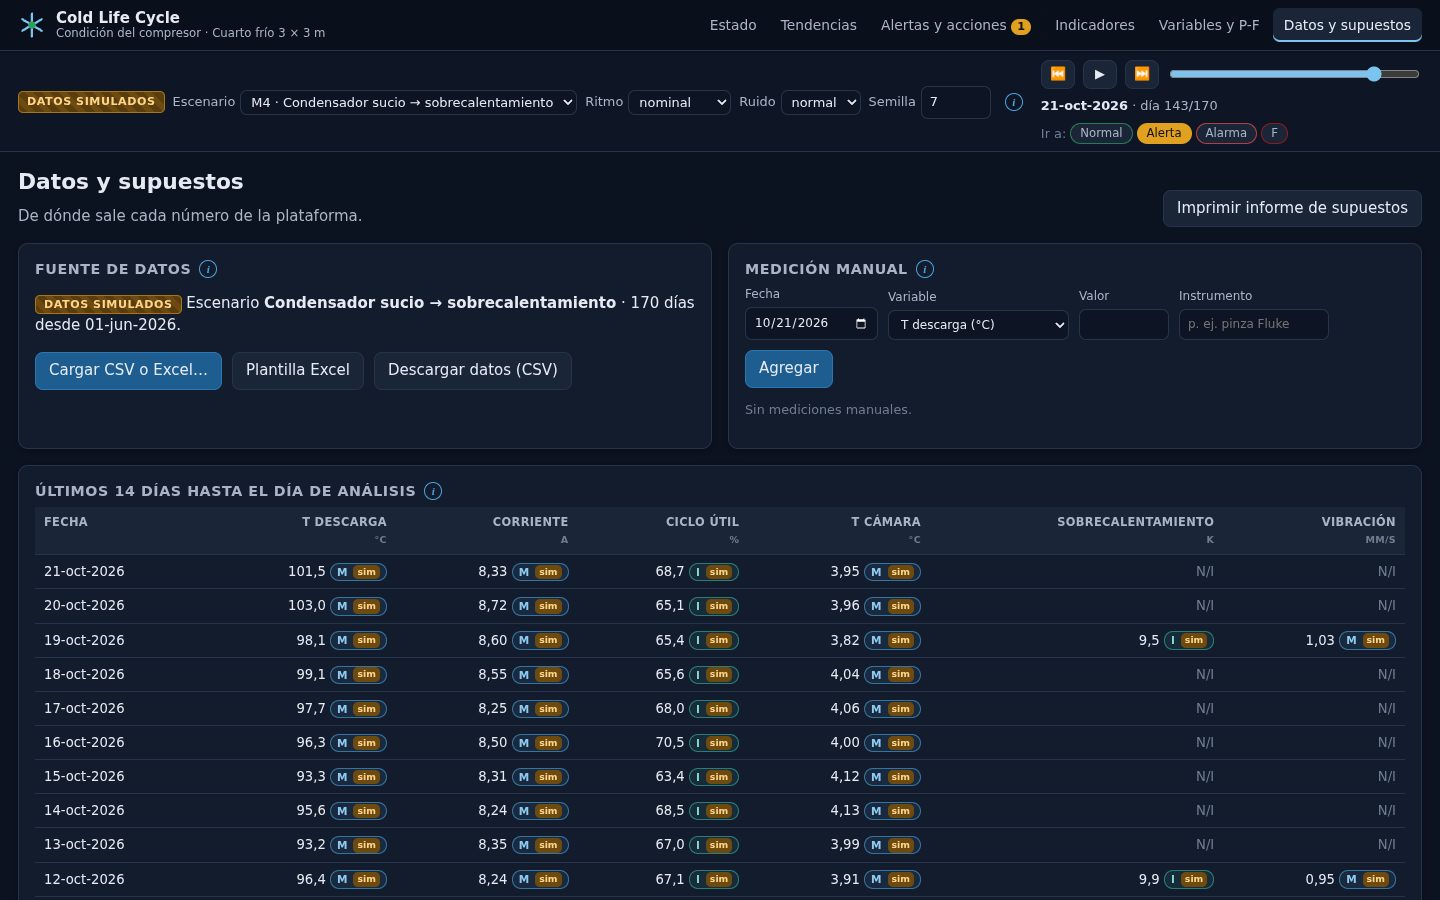 Cold Life Cycle
Condición del compresor · Cuarto frío 3 × 3 m
Estado Tendencias Alertas y acciones 1 Indicadores Variables y P-F Datos y supuestos
DATOS SIMULADOS Escenario M4 · Condensador sucio → sobrecalentamiento Ritmo nominal Ruido normal Semilla 7 i
21-oct-2026 · día 143/170
Ir a: Normal Alerta Alarma F
Datos y supuestos
De dónde sale cada número de la plataforma.
Imprimir informe de supuestos
FUENTE DE DATOS i
DATOS SIMULADOS Escenario Condensador sucio → sobrecalentamiento · 170 días
desde 01-jun-2026.
Cargar CSV o Excel... Plantilla Excel Descargar datos (CSV)
MEDICIÓN MANUAL i
Fecha Variable Valor Instrumento
10/21/2026 T descarga (°C) p. ej. pinza Fluke
Agregar
Sin mediciones manuales.
ÚLTIMOS 14 DÍAS HASTA EL DÍA DE ANÁLISIS i
FECHA T DESCARGA CORRIENTE CICLO ÚTIL T CÁMARA SOBRECALENTAMIENTO VIBRACIÓN
°C A % °C K MM/S
21-oct-2026 101,5 M sim 8,33 M sim 68,7 I sim 3,95 M sim N/I N/I
20-oct-2026 103,0 M sim 8,72 M sim 65,1 I sim 3,96 M sim N/I N/I
19-oct-2026 98,1 M sim 8,60 M sim 65,4 I sim 3,82 M sim 9,5 I sim 1,03 M sim
18-oct-2026 99,1 M sim 8,55 M sim 65,6 I sim 4,04 M sim N/I N/I
17-oct-2026 97,7 M sim 8,25 M sim 68,0 I sim 4,06 M sim N/I N/I
16-oct-2026 96,3 M sim 8,50 M sim 70,5 I sim 4,00 M sim N/I N/I
15-oct-2026 93,3 M sim 8,31 M sim 63,4 I sim 4,12 M sim N/I N/I
14-oct-2026 95,6 M sim 8,24 M sim 68,5 I sim 4,13 M sim N/I N/I
13-oct-2026 93,2 M sim 8,35 M sim 67,0 I sim 3,99 M sim N/I N/I
12-oct-2026 96,4 M sim 8,24 M sim 67,1 I sim 3,91 M sim 9,9 I sim 0,95 M sim